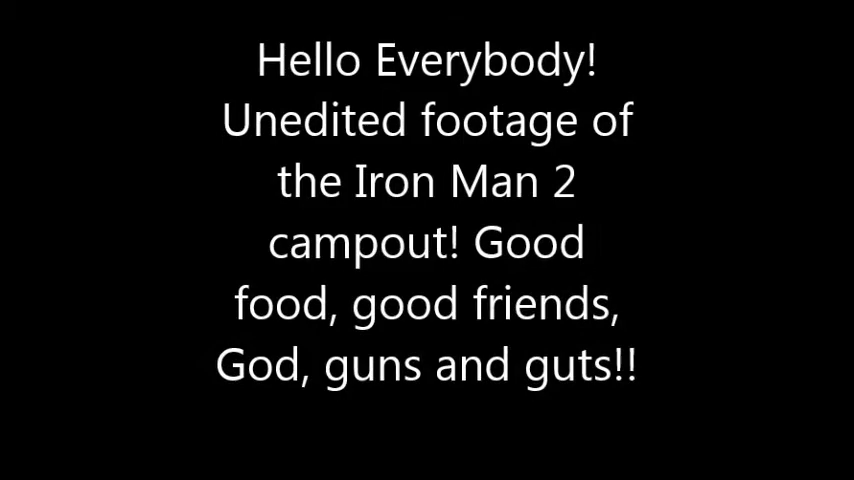 Hello Everybody!
Unedited footage of
the Iron Man 2
campout! Good
food, good friends,
God, guns and guts!!